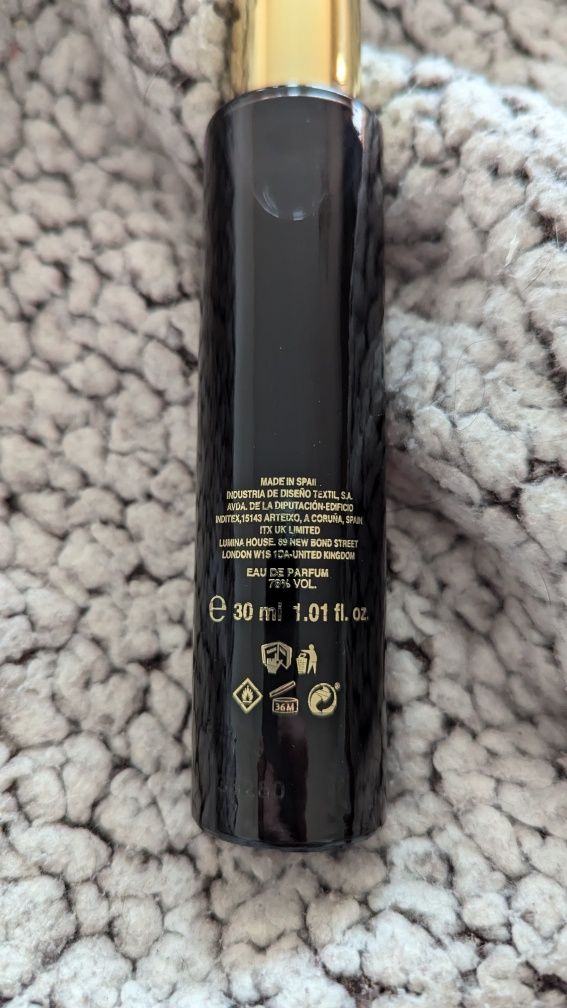 MADE IN SPAIN
INDUSTRIA DE DISEÑO TEXTIL, S.A.
AVDA. DE LA DIPUTACIÓN-EDIFICIO
INDITEX,15143 ARTEIXO, A CORUÑA, SPAIN
ITX UK LIMITED
LUMINA HOUSE. 89 NEW BOND STREET
LONDON W1S 1DA-UNITED KINGDOM
EAU DE PARFUM
78% VOL.
℮ 30 ml 1.01 fl. oz.
36M